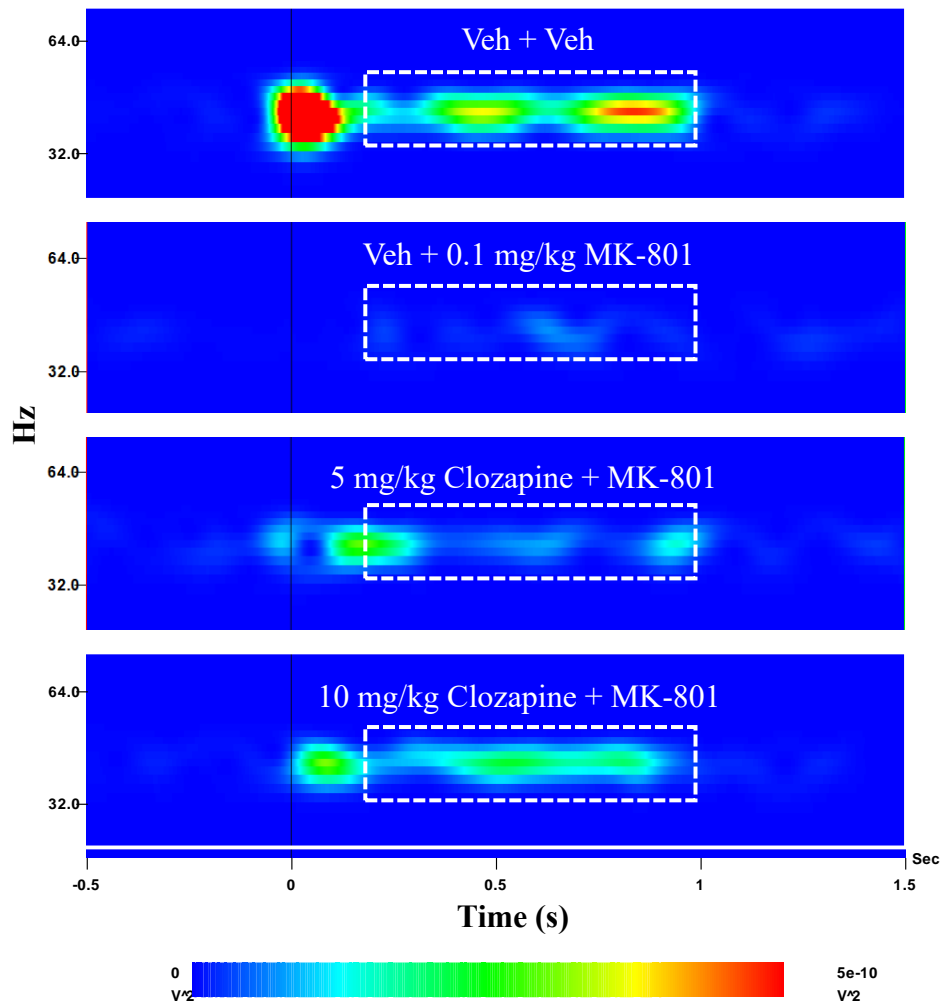 Veh + Veh
64.0
32.0
Veh + 0.1 mg/kg MK-801
64.0
32.0
Hz
5 mg/kg Clozapine + MK-801
64.0
32.0
10 mg/kg Clozapine + MK-801
64.0
32.0
Sec
-0.5 0 0.5 1 1.5
Time (s)
0 5e-10
V^2 V^2